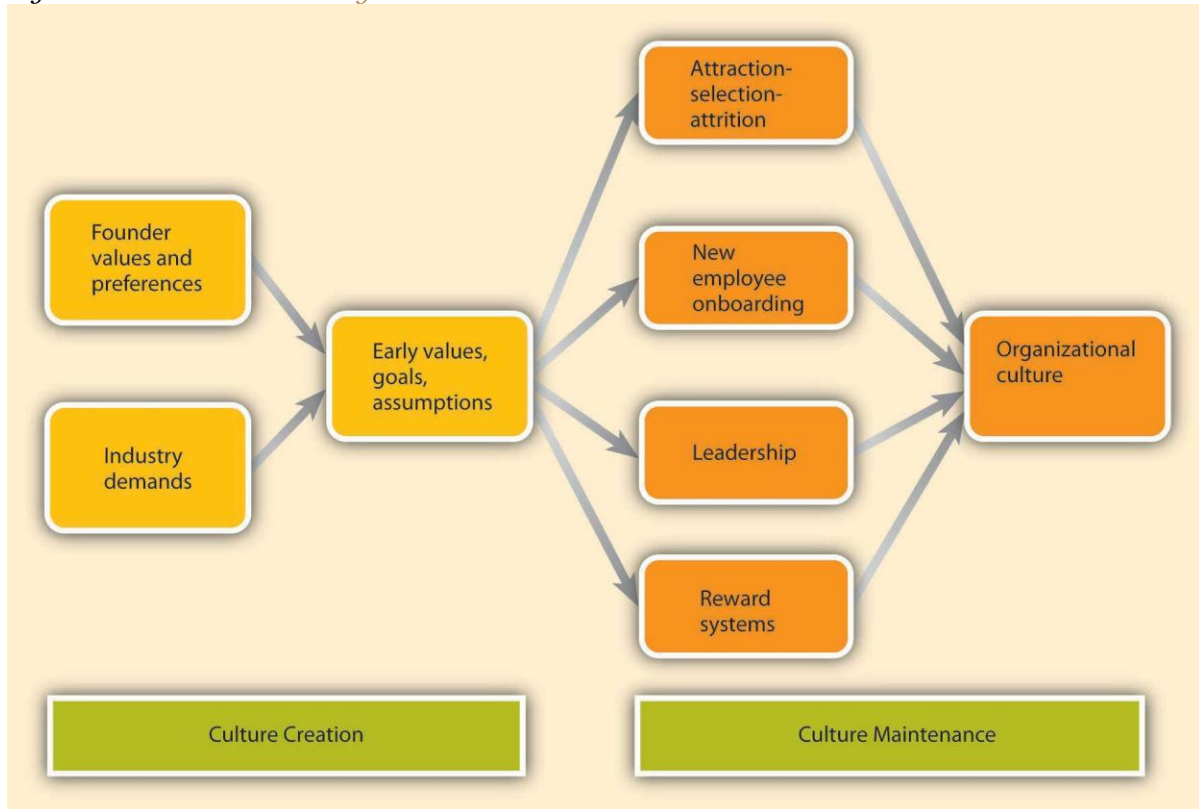 Founder
values and
preferences
Industry
demands
Early values,
goals,
assumptions
Attraction-
selection-
attrition
New
employee
onboarding
Leadership
Reward
systems
Organizational
culture
Culture Creation
Culture Maintenance